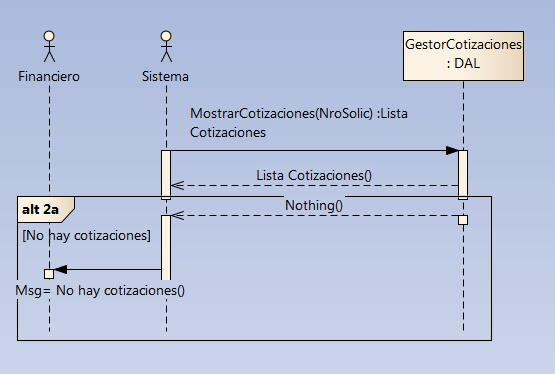 Financiero
Sistema
GestorCotizaciones
: DAL
MostrarCotizaciones(NroSolic) :Lista
Cotizaciones
Lista Cotizaciones()
alt 2a
Nothing()
[No hay cotizaciones]
Msg= No hay cotizaciones()